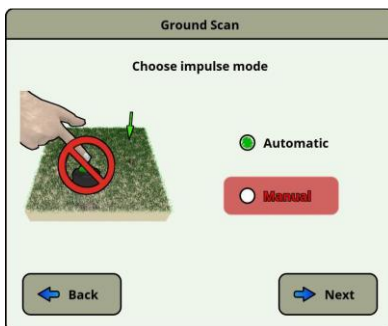 Ground Scan
Choose impulse mode
Automatic
Manual
Back
Next